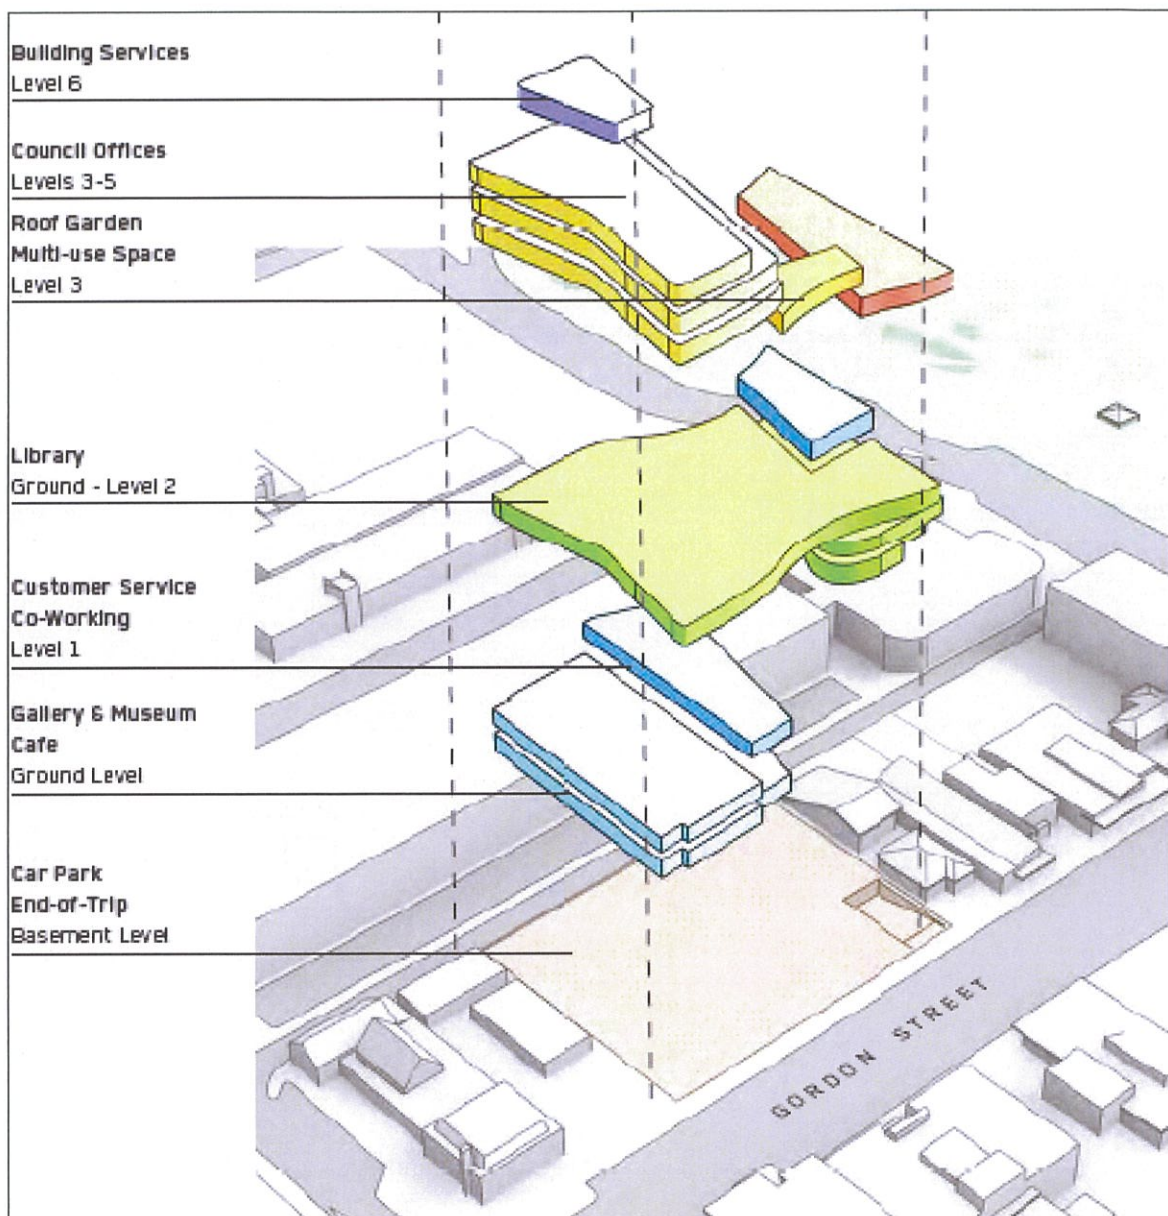 Building Services
Level 6
Council Offices
Levels 3-5
Roof Garden
Multi-use Space
Level 3
Library
Ground - Level 2
Customer Service
Co-Working
Level 1
Gallery & Museum
Cafe
Ground Level
Car Park
End-of-Trip
Basement Level
GORDON STREET